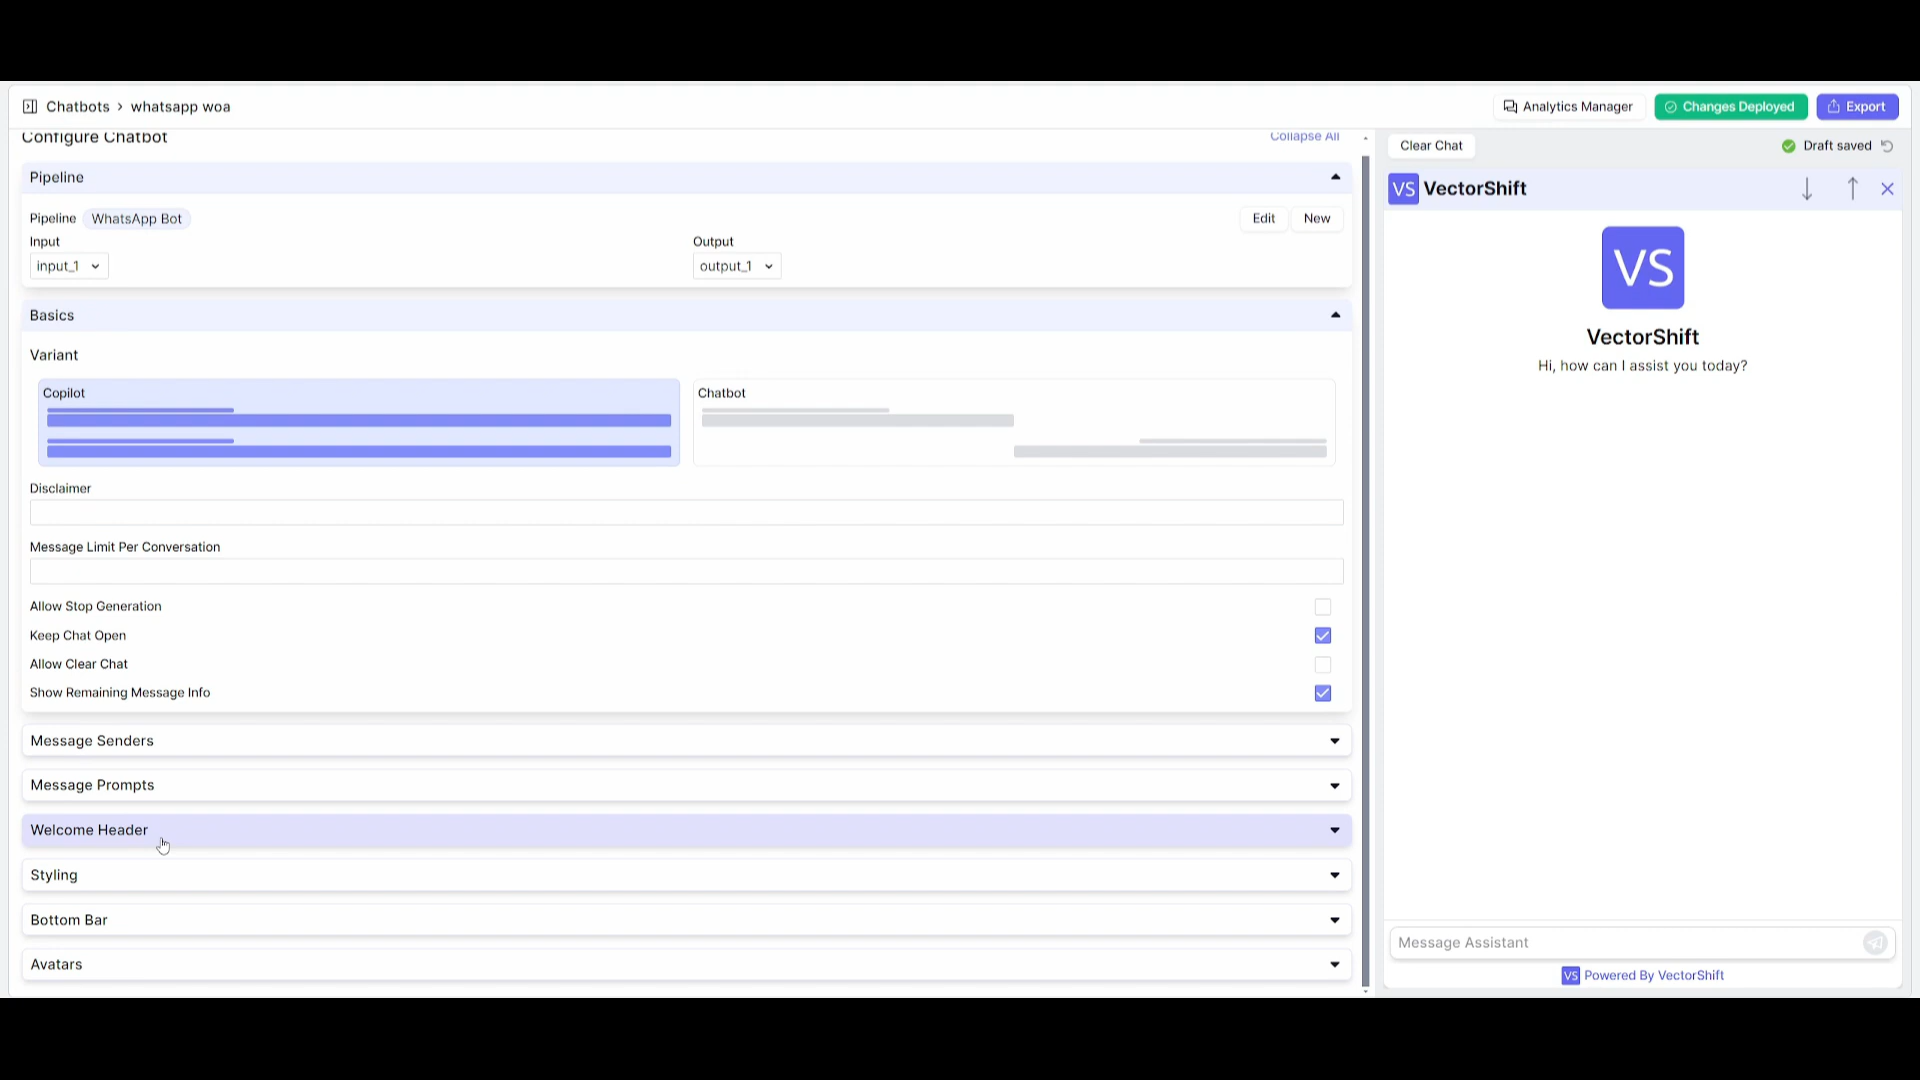 Chatbots > whatsapp woa
Analytics Manager
Changes Deployed
Export
Configure Chatbot
Collapse All
Pipeline
Pipeline WhatsApp Bot
Edit
New
Input
Output
input_1
output_1
Basics
Variant
Copilot
Chatbot
Disclaimer
Message Limit Per Conversation
Allow Stop Generation
Keep Chat Open
Allow Clear Chat
Show Remaining Message Info
Message Senders
Message Prompts
Welcome Header
Styling
Bottom Bar
Avatars
Clear Chat
Draft saved
VS VectorShift
VS
VectorShift
Hi, how can I assist you today?
Message Assistant
VS Powered By VectorShift